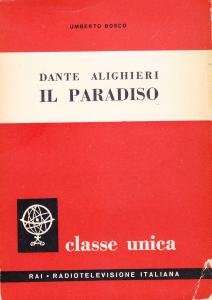 UMBERTO BOSCO
DANTE ALIGHIERI
IL PARADISO
classe unica
RAI • RADIOTELEVISIONE ITALIANA